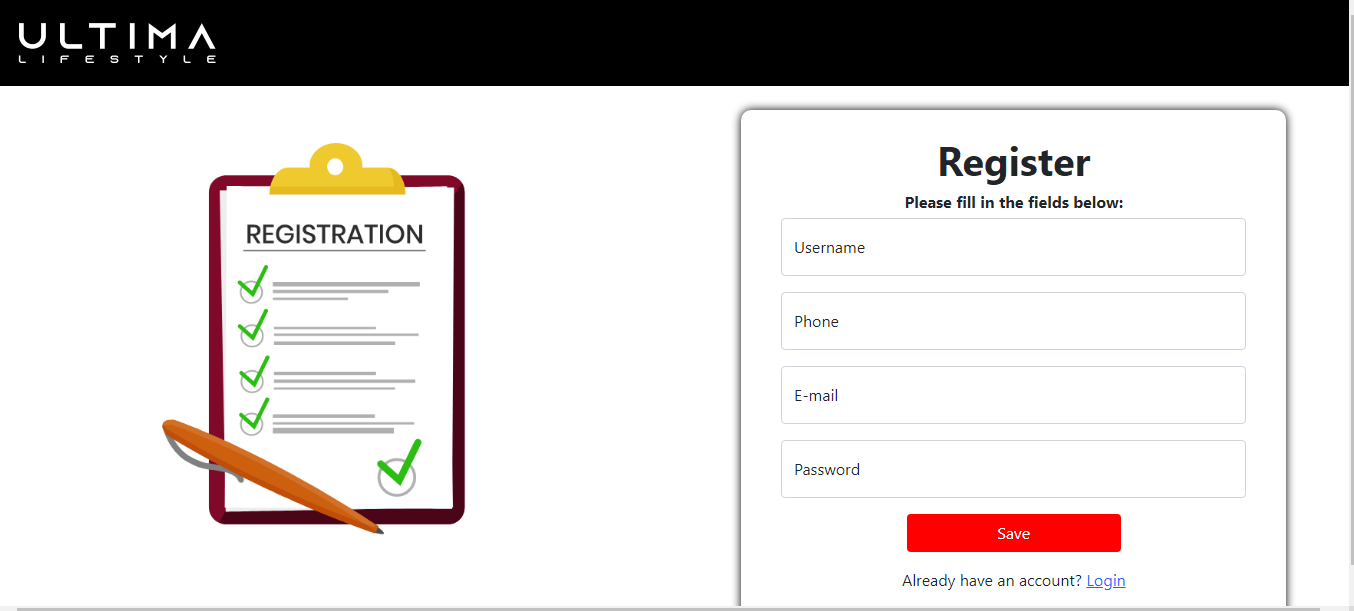 ULTIMA
LIFESTYLE
REGISTRATION
Register
Please fill in the fields below:
Username
Phone
E-mail
Password
Save
Already have an account? Login